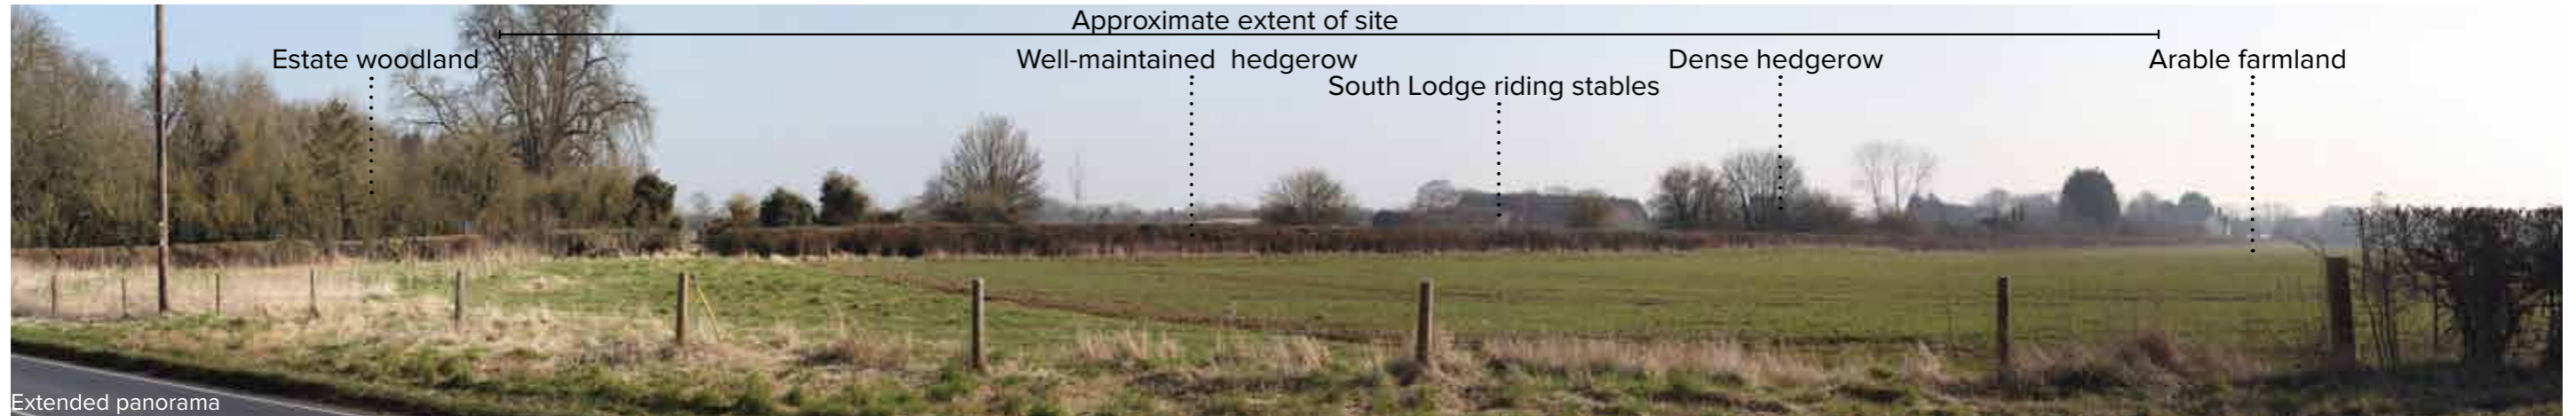 Approximate extent of site
Estate woodland
Well-maintained hedgerow
Dense hedgerow
Arable farmland
South Lodge riding stables
Extended panorama